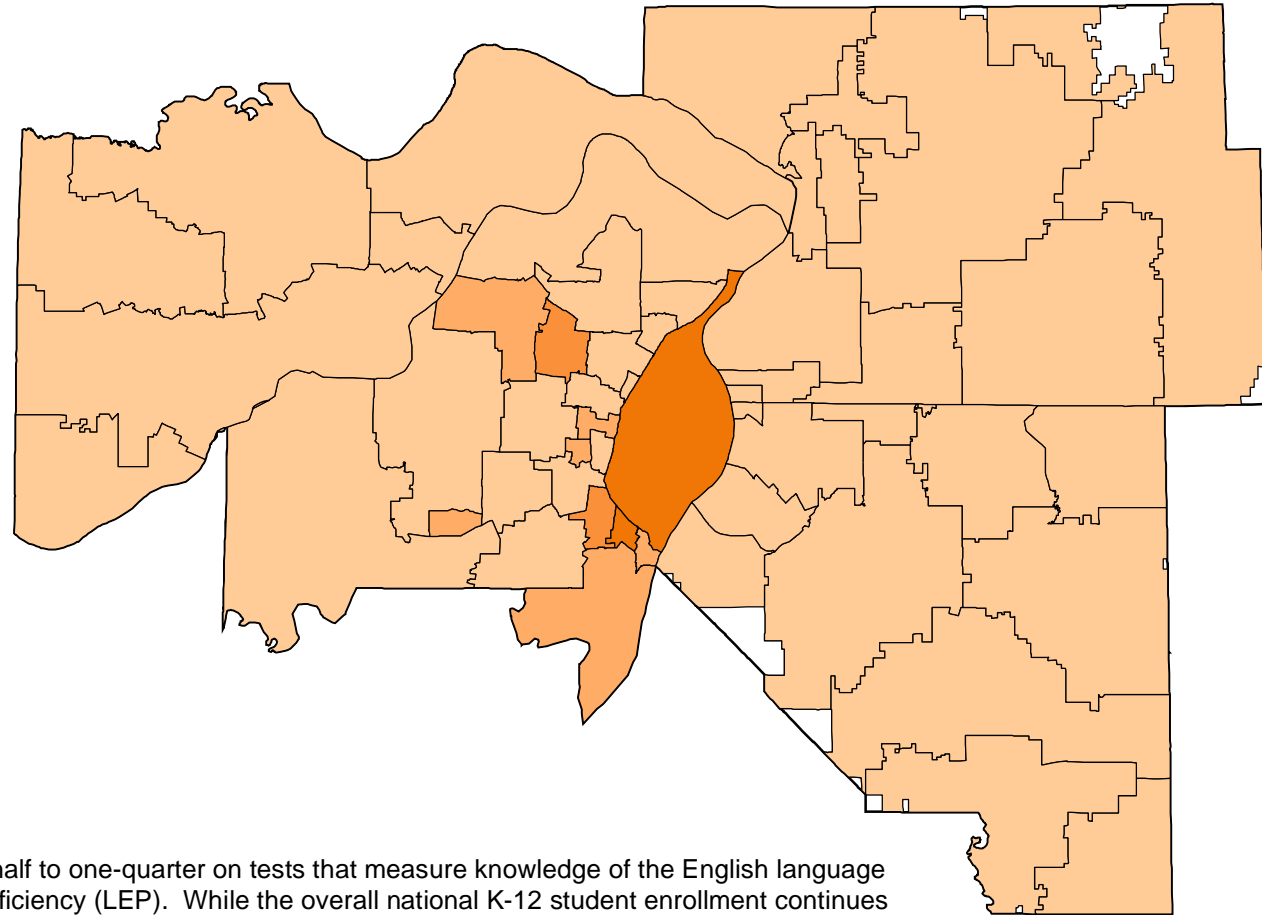 half to one-quarter on tests that measure knowledge of the English language
ficiency (LEP). While the overall national K-12 student enrollment continues